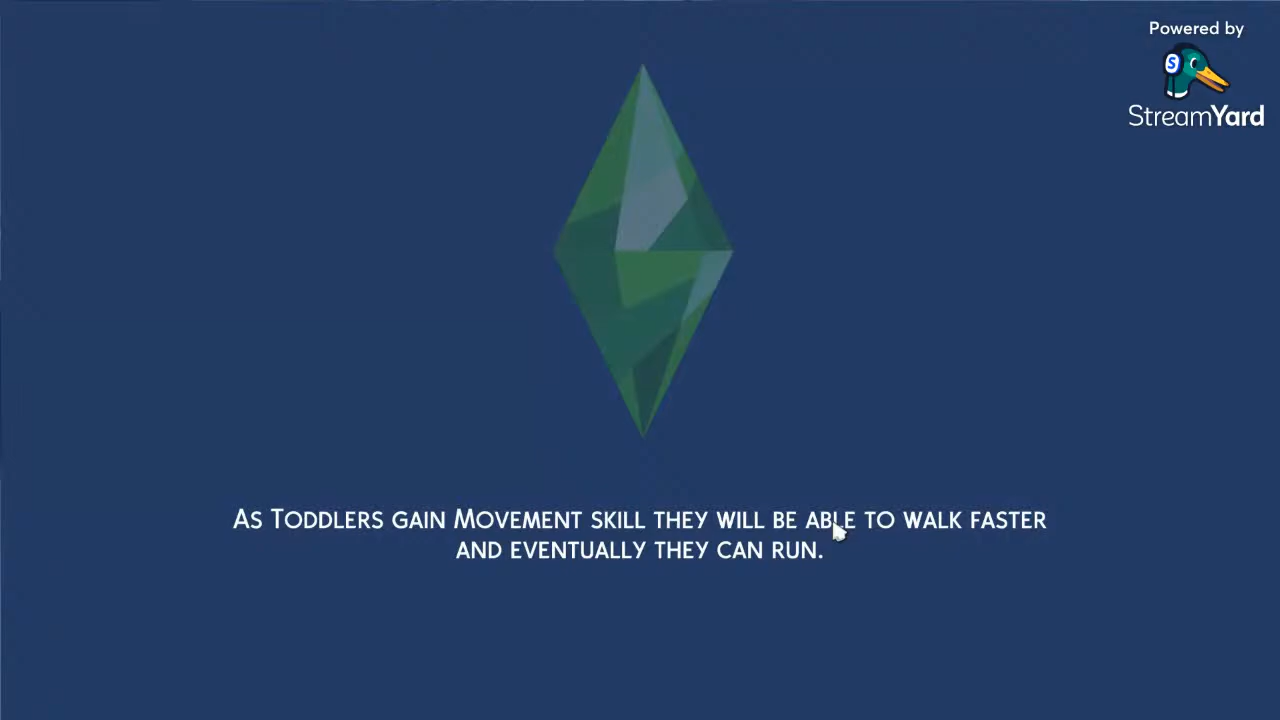 Powered by
S
StreamYard
As Toddlers gain Movement skill they will be able to walk faster
and eventually they can run.